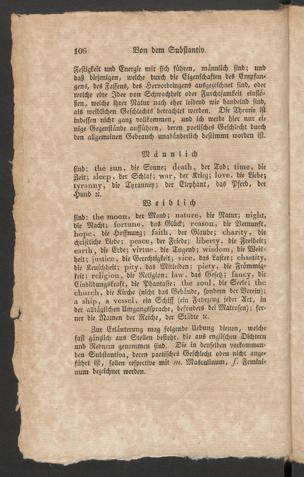 106 Von dem Substantiv.
Festigkeit und Energie mit sich führen, männlich sind; und
daß diejenigen, welche durch die Eigenschaften des Empfan-
gens, des Fassens, des Hervorbringens ausgezeichnet sind, oder
welche eine Idee von Schwachheit oder Furchtsamkeit einflö-
ßen, welche ihrer Natur nach eher leidend wie handelnd sind,
als weiblichen Geschlechts betrachtet werden. Die Theorie ist
indessen nicht ganz vollkommen, und ich werde hier nur ei-
nige Gegenstände aufführen, deren poetisches Geschlecht durch
den allgemeinen Gebrauch unabänderlich bestimmt worden ist.
Männlich
sind: the sun, die Sonne; death, der Tod; time, die
Zeit; sleep, der Schlaf; war, der Krieg; love, die Liebe;
tyranny, die Tyranney; der Elephant, das Pferd, der
Hund ꝛc.
Weiblich
sind: the moon, der Mond; nature, die Natur; night,
die Nacht; fortune, das Glück; reason, die Vernunft;
hope, die Hoffnung; faith, der Glaube; charity, die
christliche Liebe; peace, der Friede; liberty, die Freiheit;
earth, die Erde; virtue, die Tugend; wisdom, die Weis-
heit; justice, die Gerechtigkeit; vice, das Laster; chastity,
die Keuschheit; pity, das Mitleiden; piety, die Frömmig-
keit; religion, die Religion; law, das Gesetz; fancy, die
Einbildungskraft, die Phantasie; the soul, die Seele; the
church, die Kirche (nicht das Gebäude, sondern der Verein);
a ship, a vessel, ein Schiff (ein Fahrzeug jeder Art, in
der alltäglichen Umgangssprache, besonders bei Matrosen); fer-
ner die Namen der Reiche, der Städte ꝛc.
Zur Erläuterung mag folgende Uebung dienen, welche
fast gänzlich aus Stellen besteht, die aus englischen Dichtern
und Rednern genommen sind. Die in denselben vorkommen-
den Substantiva, deren poetisches Geschlecht oben nicht ange-
führt ist, sollen respective mit m. Masculinum, f. Femini-
num bezeichnet werden.